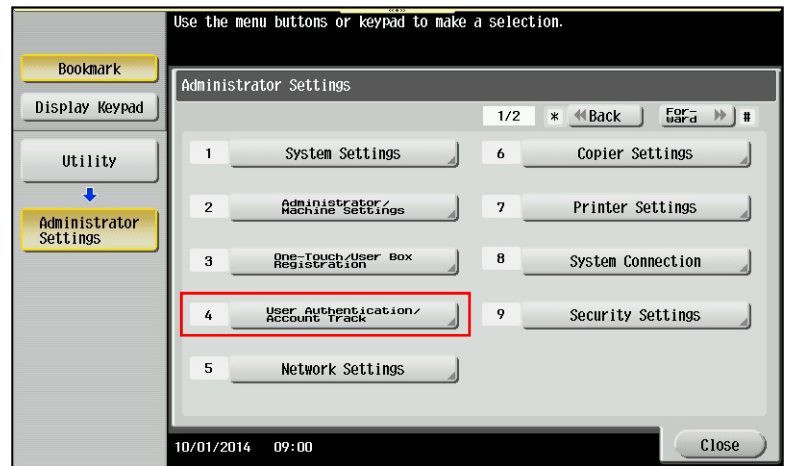 Use the menu buttons or keypad to make a selection.
Bookmark
Display Keypad
Utility
Administrator
Settings
Administrator Settings
1/2 * Back For-
ward #
1 System Settings
2 Administrator/
Machine Settings
3 One-Touch/User Box
Registration
4 User Authentication/
Account Track
5 Network Settings
6 Copier Settings
7 Printer Settings
8 System Connection
9 Security Settings
10/01/2014 09:00
Close